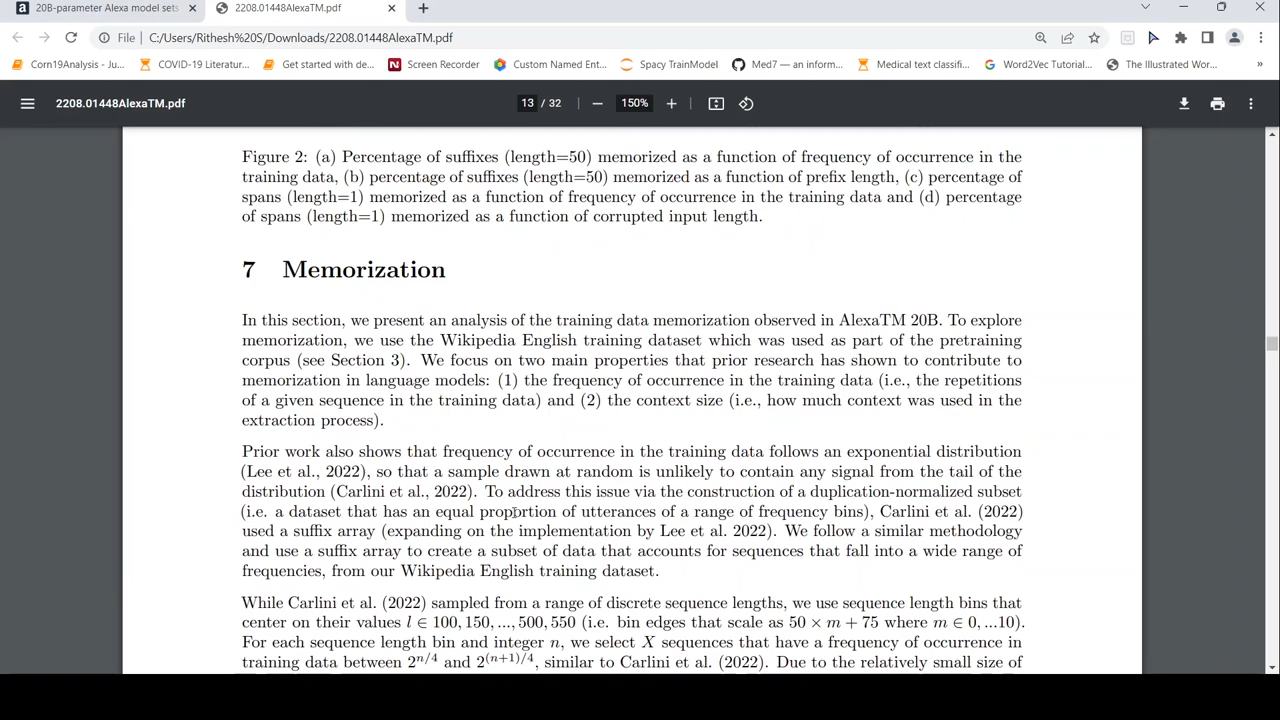 20B-parameter Alexa model sets
2208.01448AlexaTM.pdf
File
C:/Users/Rithesh%20S/Downloads/2208.01448AlexaTM.pdf
Corn19Analysis - Ju...
COVID-19 Literatur...
Get started with de...
Screen Recorder
Custom Named Ent...
Spacy TrainModel
Med7 — an inform...
Medical text classifi...
Word2Vec Tutorial...
The Illustrated Wor...
»
2208.01448AlexaTM.pdf
13 / 32
150%
Figure 2: (a) Percentage of suffixes (length=50) memorized as a function of frequency of occurrence in the
training data, (b) percentage of suffixes (length=50) memorized as a function of prefix length, (c) percentage of
spans (length=1) memorized as a function of frequency of occurrence in the training data and (d) percentage
of spans (length=1) memorized as a function of corrupted input length.
7 Memorization
In this section, we present an analysis of the training data memorization observed in AlexaTM 20B. To explore
memorization, we use the Wikipedia English training dataset which was used as part of the pretraining
corpus (see Section 3). We focus on two main properties that prior research has shown to contribute to
memorization in language models: (1) the frequency of occurrence in the training data (i.e., the repetitions
of a given sequence in the training data) and (2) the context size (i.e., how much context was used in the
extraction process).
Prior work also shows that frequency of occurrence in the training data follows an exponential distribution
(Lee et al., 2022), so that a sample drawn at random is unlikely to contain any signal from the tail of the
distribution (Carlini et al., 2022). To address this issue via the construction of a duplication-normalized subset
(i.e. a dataset that has an equal proportion of utterances of a range of frequency bins), Carlini et al. (2022)
used a suffix array (expanding on the implementation by Lee et al. 2022). We follow a similar methodology
and use a suffix array to create a subset of data that accounts for sequences that fall into a wide range of
frequencies, from our Wikipedia English training dataset.
While Carlini et al. (2022) sampled from a range of discrete sequence lengths, we use sequence length bins that
center on their values l ∈ 100, 150, ..., 500, 550 (i.e. bin edges that scale as 50 × m + 75 where m ∈ 0, ...10).
For each sequence length bin and integer n, we select X sequences that have a frequency of occurrence in
training data between 2^{n/4} and 2^{(n+1)/4}, similar to Carlini et al. (2022). Due to the relatively small size of